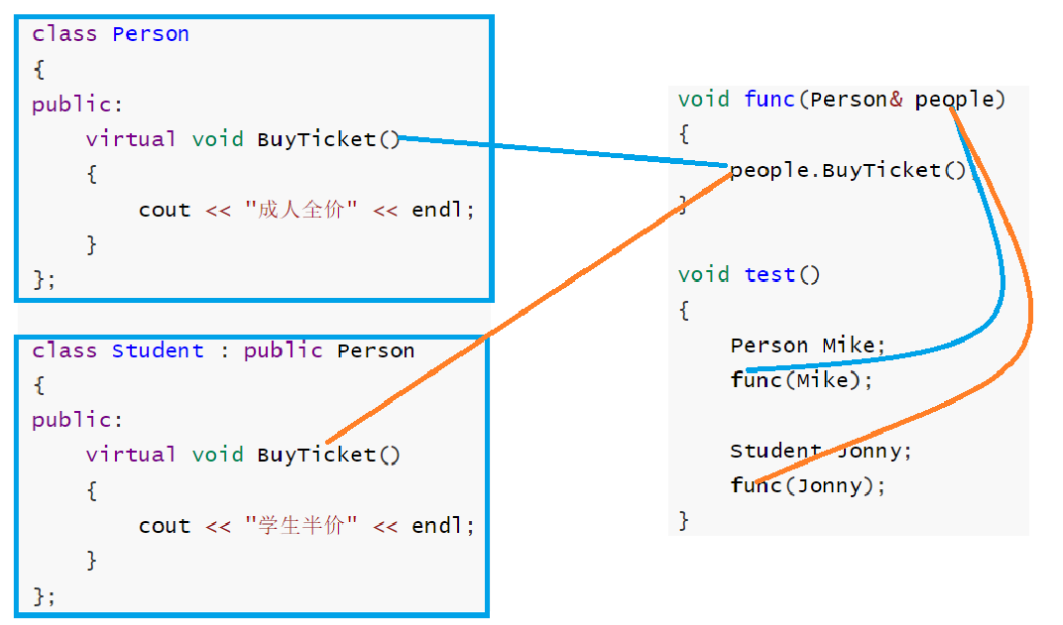 class Person
{
public:
    virtual void BuyTicket()
    {
        cout << "成人全价" << endl;
    }
};
class Student : public Person
{
public:
    virtual void BuyTicket()
    {
        cout << "学生半价" << endl;
    }
};
void func(Person& people)
{
    people.BuyTicket()
}
void test()
{
    Person Mike;
    func(Mike);
    Student Jonny;
    func(Jonny);
}